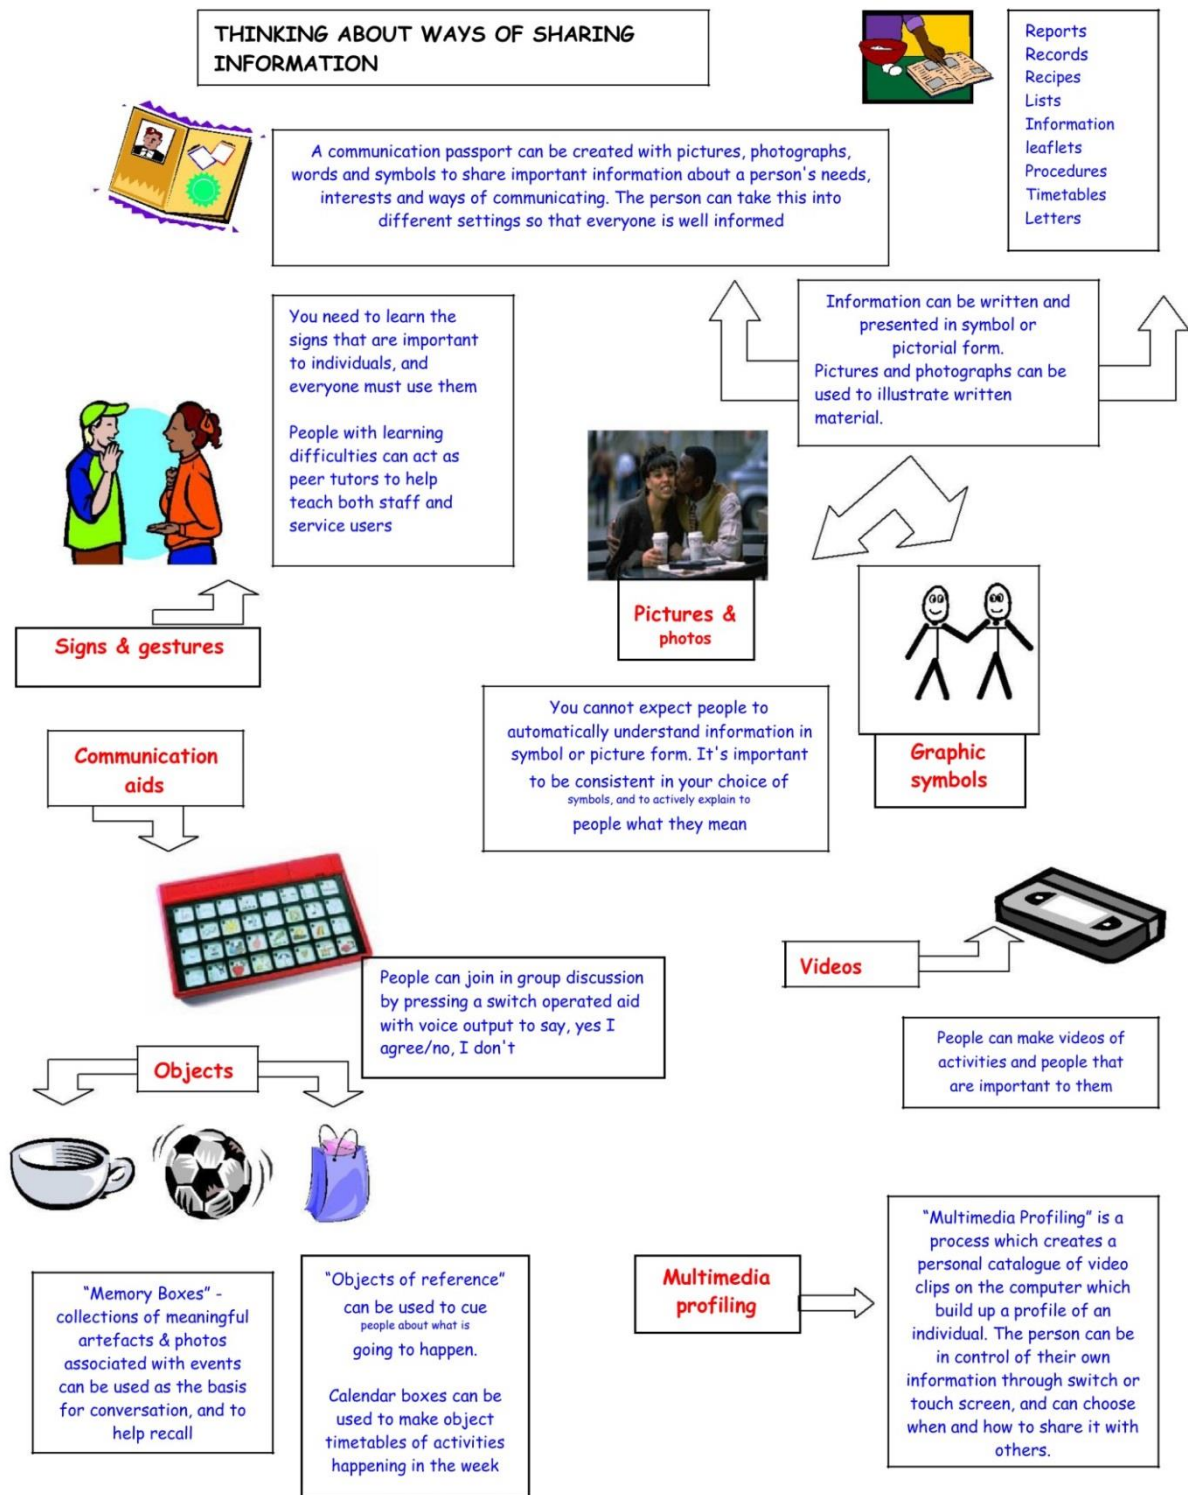 THINKING ABOUT WAYS OF SHARING
INFORMATION
Reports
Records
Recipes
Lists
Information
leaflets
Procedures
Timetables
Letters
A communication passport can be created with pictures, photographs,
words and symbols to share important information about a person's needs,
interests and ways of communicating. The person can take this into
different settings so that everyone is well informed
You need to learn the
signs that are important
to individuals, and
everyone must use them
People with learning
difficulties can act as
peer tutors to help
teach both staff and
service users
Information can be written and
presented in symbol or
pictorial form.
Pictures and photographs can be
used to illustrate written
material.
Signs & gestures
Pictures &
photos
Graphic
symbols
You cannot expect people to
automatically understand information in
symbol or picture form. It's important
to be consistent in your choice of
symbols, and to actively explain to
people what they mean
Communication
aids
People can join in group discussion
by pressing a switch operated aid
with voice output to say, yes I
agree/no, I don't
Videos
People can make videos of
activities and people that
are important to them
Objects
"Memory Boxes" -
collections of meaningful
artefacts & photos
associated with events
can be used as the basis
for conversation, and to
help recall
"Objects of reference"
can be used to cue
people about what is
going to happen.
Calendar boxes can be
used to make object
timetables of activities
happening in the week
Multimedia
profiling
"Multimedia Profiling" is a
process which creates a
personal catalogue of video
clips on the computer which
build up a profile of an
individual. The person can be
in control of their own
information through switch or
touch screen, and can choose
when and how to share it with
others.